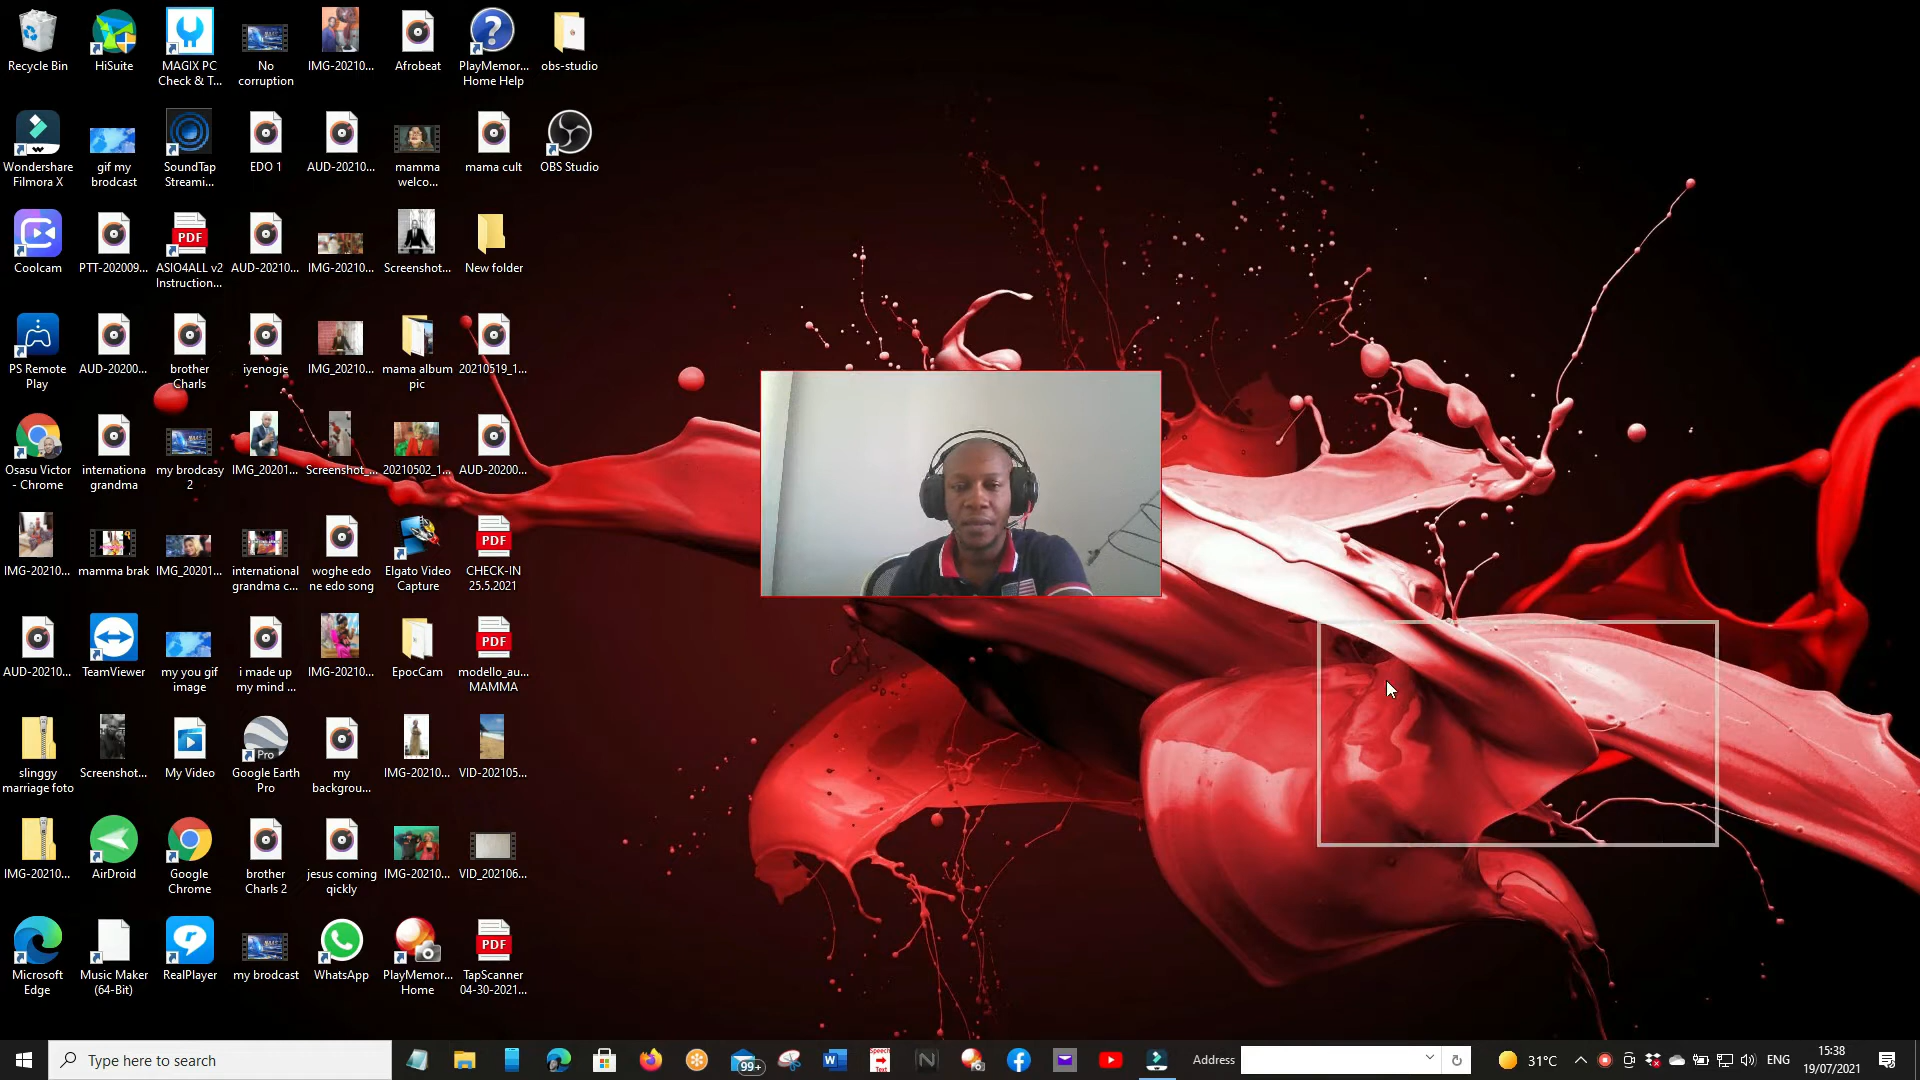 Recycle Bin
HiSuite
MAGIX PC
Check & T...
No
corruption
IMG-20210...
Afrobeat
PlayMemor...
Home Help
obs-studio
Wondershare
Filmora X
gif my
brodcast
SoundTap
Streami...
EDO 1
AUD-20210...
mamma
welco...
mama cult
OBS Studio
Coolcam
PTT-202009...
PDF
ASIO4ALL v2
Instruction...
AUD-20210...
IMG-20210...
Screenshot...
New folder
PS Remote
Play
AUD-20200...
brother
Charls
iyenogie
IMG_20210...
mama album
pic
20210519_1...
Osasu Victor
- Chrome
internationa
grandma
my brodcasy
2
IMG_20201...
Screenshot_...
20210502_1...
AUD-20200...
IMG-20210...
mamma brak
IMG_20201...
international
grandma c...
woghe edo
ne edo song
Elgato Video
Capture
PDF
CHECK-IN
25.5.2021
AUD-20210...
TeamViewer
my you gif
image
i made up
my mind ...
IMG-20210...
EpocCam
PDF
modello_au...
MAMMA
slinggy
marriage foto
Screenshot...
My Video
Pro
Google Earth
Pro
my
backgrou...
IMG-20210...
VID-202105...
IMG-20210...
AirDroid
Google
Chrome
brother
Charls 2
jesus coming
qickly
IMG-20210...
VID_202106...
Microsoft
Edge
Music Maker
(64-Bit)
RealPlayer
my brodcast
WhatsApp
PlayMemor...
Home
PDF
TapScanner
04-30-2021...
Type here to search
99+
Speech
Text
Address
31°C
ENG
15:38
19/07/2021